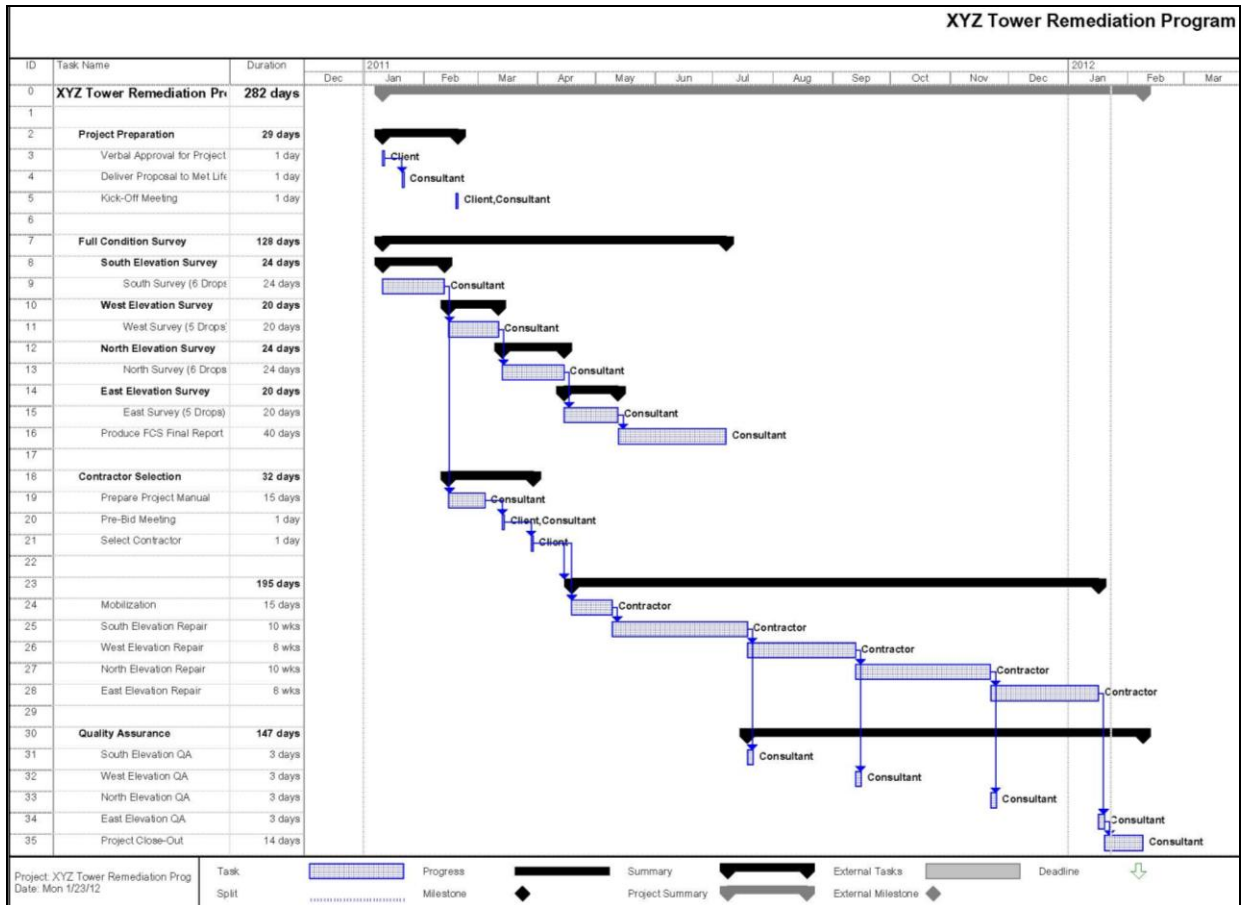 XYZ Tower Remediation Program
ID Task Name Duration 2011 2012
Dec Jan Feb Mar Apr May Jun Jul Aug Sep Oct Nov Dec Jan Feb Mar
0 XYZ Tower Remediation Pr 282 days
1
2 Project Preparation 29 days
3 Verbal Approval for Project 1 day Client
4 Deliver Proposal to Met Life 1 day Consultant
5 Kick-Off Meeting 1 day Client,Consultant
6
7 Full Condition Survey 128 days
8 South Elevation Survey 24 days
9 South Survey (6 Drops 24 days Consultant
10 West Elevation Survey 20 days
11 West Survey (5 Drops) 20 days Consultant
12 North Elevation Survey 24 days
13 North Survey (6 Drops 24 days Consultant
14 East Elevation Survey 20 days
15 East Survey (5 Drops) 20 days Consultant
16 Produce FCS Final Report 40 days Consultant
17
18 Contractor Selection 32 days
19 Prepare Project Manual 15 days Consultant
20 Pre-Bid Meeting 1 day Client,Consultant
21 Select Contractor 1 day Client
22
23 195 days
24 Mobilization 15 days Contractor
25 South Elevation Repair 10 wks Contractor
26 West Elevation Repair 8 wks Contractor
27 North Elevation Repair 10 wks Contractor
28 East Elevation Repair 8 wks Contractor
29
30 Quality Assurance 147 days
31 South Elevation QA 3 days Consultant
32 West Elevation QA 3 days Consultant
33 North Elevation QA 3 days Consultant
34 East Elevation QA 3 days Consultant
35 Project Close-Out 14 days Consultant
Project: XYZ Tower Remediation Prog
Date: Mon 1/23/12
Task Progress Summary External Tasks Deadline
Split Milestone Project Summary External Milestone